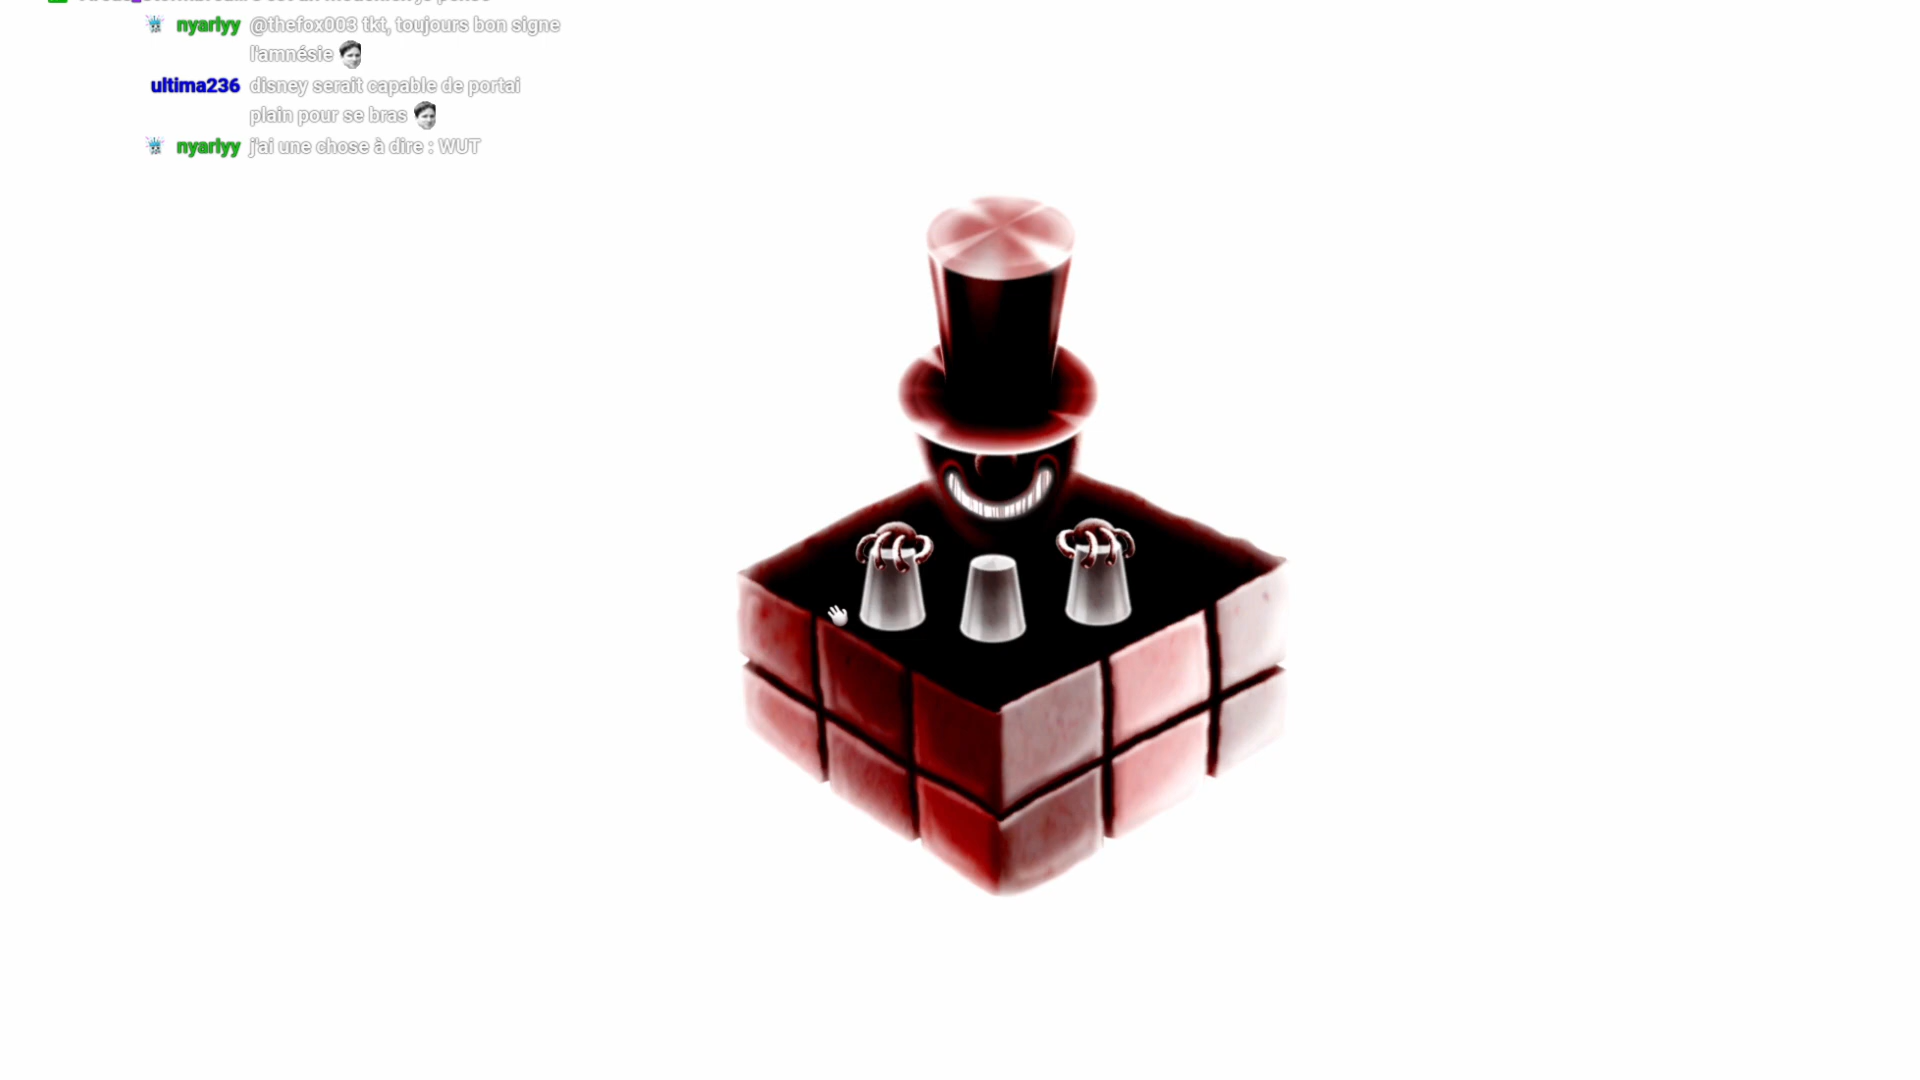 nyarlyy @thefox003 tkt, toujours bon signe
l'amnésie
ultima236 disney serait capable de portai
plain pour se bras
nyarlyy j'ai une chose à dire : WUT